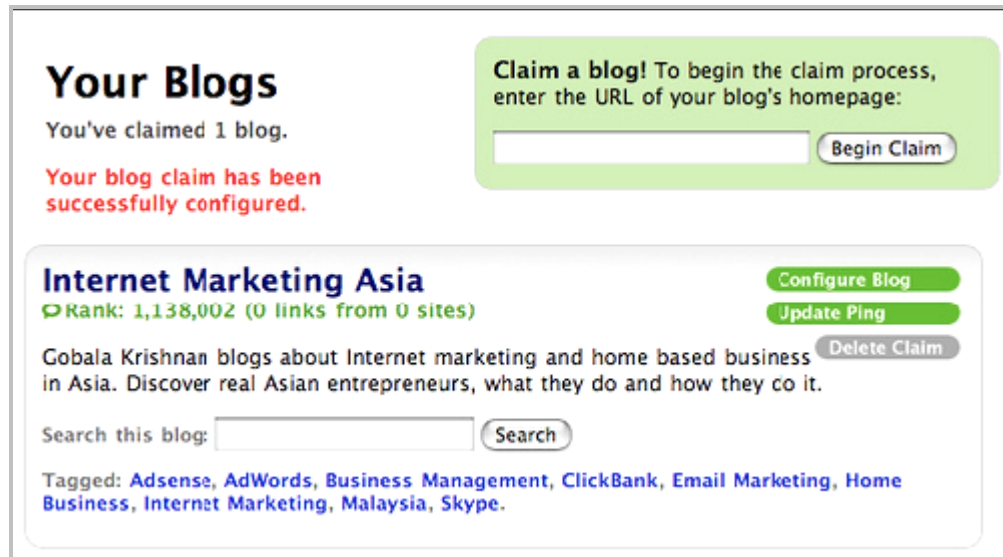 Your Blogs
You've claimed 1 blog.
Your blog claim has been
successfully configured.
Claim a blog! To begin the claim process,
enter the URL of your blog's homepage:
Begin Claim
Internet Marketing Asia
Rank: 1,138,002 (0 links from 0 sites)
Configure Blog
Update Ping
Delete Claim
Gobala Krishnan blogs about Internet marketing and home based business
in Asia. Discover real Asian entrepreneurs, what they do and how they do it.
Search this blog:
Search
Tagged: Adsense, AdWords, Business Management, ClickBank, Email Marketing, Home
Business, Internet Marketing, Malaysia, Skype.